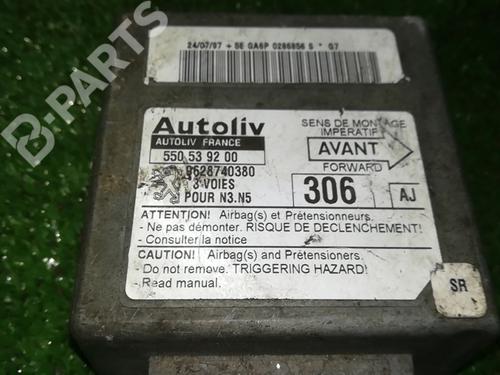 B-PARTS
24/07/97 + SE GA6P 0286856 S * G7
Autoliv
AUTOLIV FRANCE
550 53 92 00
9628740380
3 VOIES
POUR N3.N5
SENS DE MONTAGE
IMPERATIF
AVANT
FORWARD
306
AJ
ATTENTION! Airbag(s) et Prétensionneurs.
- Ne pas démonter. RISQUE DE DECLENCHEMENT!
- Consulter la notice
CAUTION! Airbag(s) and Pretensioners.
Do not remove. TRIGGERING HAZARD!
- Read manual.
SR